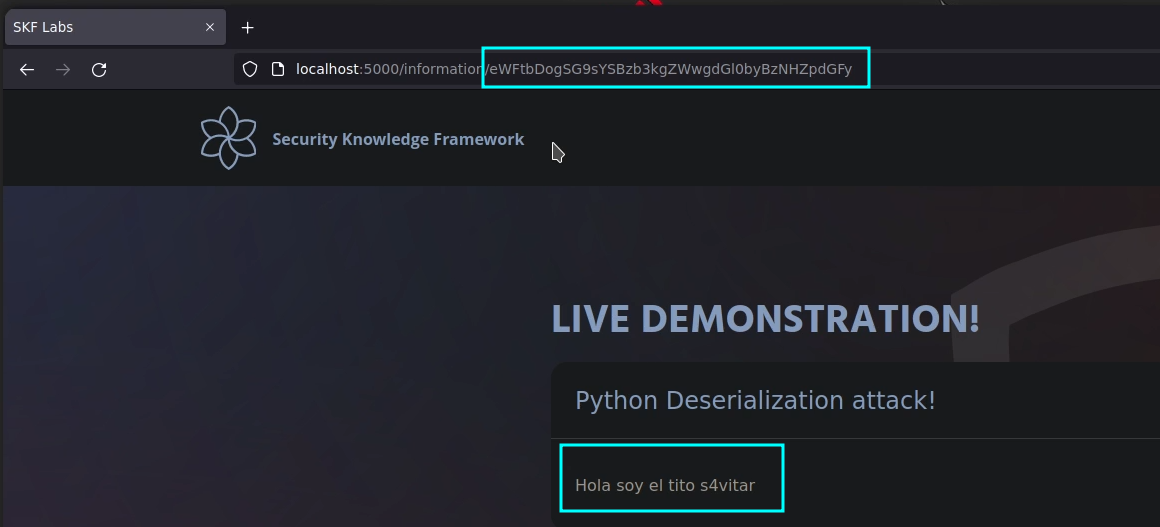 SKF Labs
localhost:5000/information/eWFtbDogSG9sYSBzb3kgZWwgdGl0byBzNHZpdGFy
Security Knowledge Framework
LIVE DEMONSTRATION!
Python Deserialization attack!
Hola soy el tito s4vitar